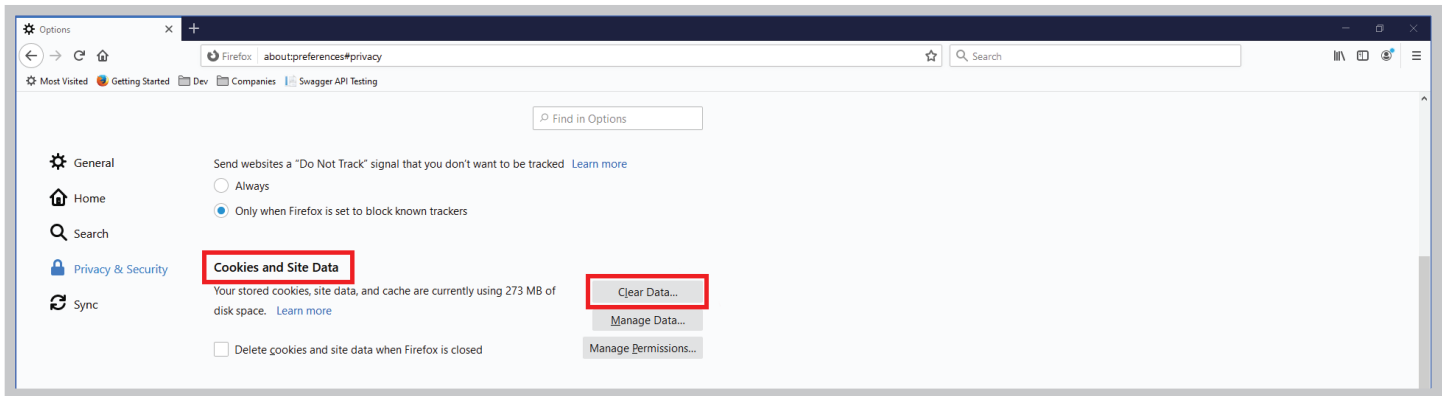 Options
Firefox about:preferences#privacy
Search
Most Visited Getting Started Dev Companies Swagger API Testing
Find in Options
General
Home
Search
Privacy & Security
Sync
Send websites a “Do Not Track” signal that you don’t want to be tracked Learn more
Always
Only when Firefox is set to block known trackers
Cookies and Site Data
Your stored cookies, site data, and cache are currently using 273 MB of
disk space. Learn more
Clear Data...
Manage Data...
Delete cookies and site data when Firefox is closed
Manage Permissions...